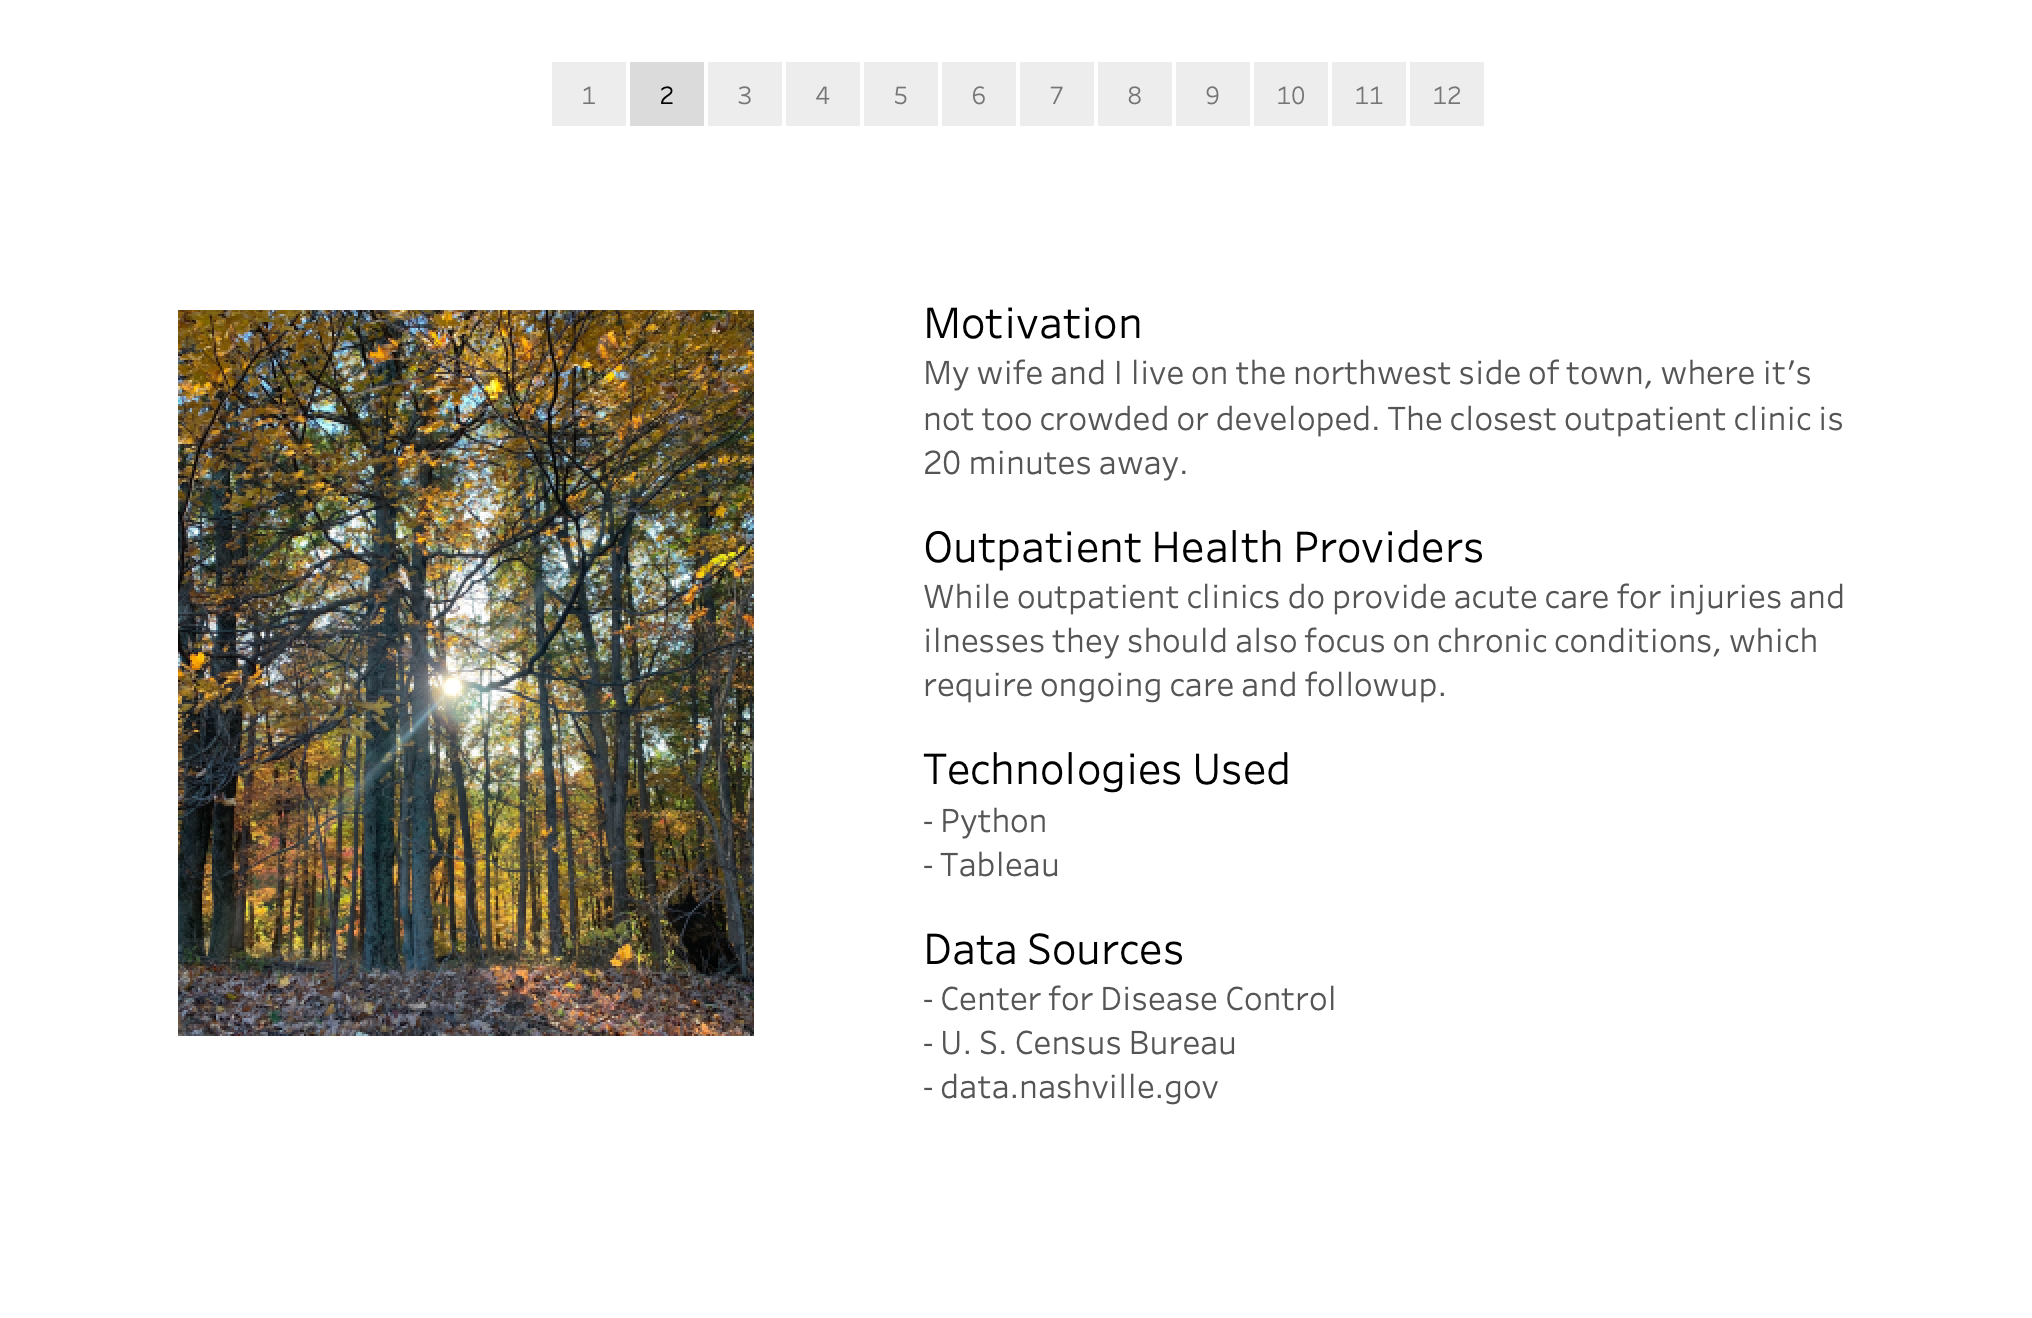 1 2 3 4 5 6 7 8 9 10 11 12
Motivation
My wife and I live on the northwest side of town, where it’s
not too crowded or developed. The closest outpatient clinic is
20 minutes away.
Outpatient Health Providers
While outpatient clinics do provide acute care for injuries and
ilnesses they should also focus on chronic conditions, which
require ongoing care and followup.
Technologies Used
- Python
- Tableau
Data Sources
- Center for Disease Control
- U. S. Census Bureau
- data.nashville.gov